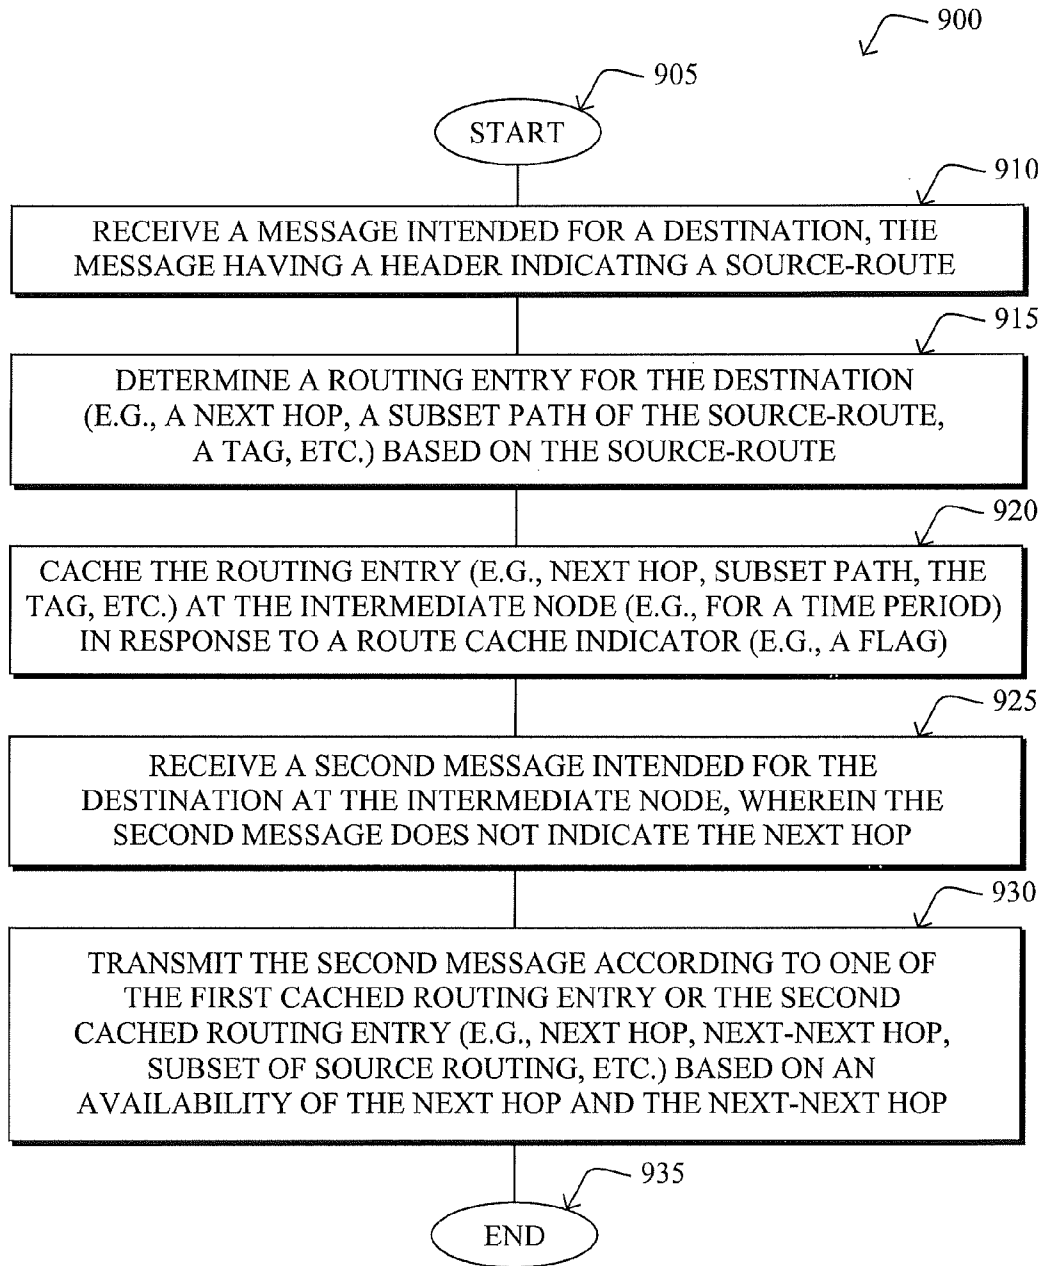 900
905
START
910
RECEIVE A MESSAGE INTENDED FOR A DESTINATION, THE
MESSAGE HAVING A HEADER INDICATING A SOURCE-ROUTE
915
DETERMINE A ROUTING ENTRY FOR THE DESTINATION
(E.G., A NEXT HOP, A SUBSET PATH OF THE SOURCE-ROUTE,
A TAG, ETC.) BASED ON THE SOURCE-ROUTE
920
CACHE THE ROUTING ENTRY (E.G., NEXT HOP, SUBSET PATH, THE
TAG, ETC.) AT THE INTERMEDIATE NODE (E.G., FOR A TIME PERIOD)
IN RESPONSE TO A ROUTE CACHE INDICATOR (E.G., A FLAG)
925
RECEIVE A SECOND MESSAGE INTENDED FOR THE
DESTINATION AT THE INTERMEDIATE NODE, WHEREIN THE
SECOND MESSAGE DOES NOT INDICATE THE NEXT HOP
930
TRANSMIT THE SECOND MESSAGE ACCORDING TO ONE OF
THE FIRST CACHED ROUTING ENTRY OR THE SECOND
CACHED ROUTING ENTRY (E.G., NEXT HOP, NEXT-NEXT HOP,
SUBSET OF SOURCE ROUTING, ETC.) BASED ON AN
AVAILABILITY OF THE NEXT HOP AND THE NEXT-NEXT HOP
935
END